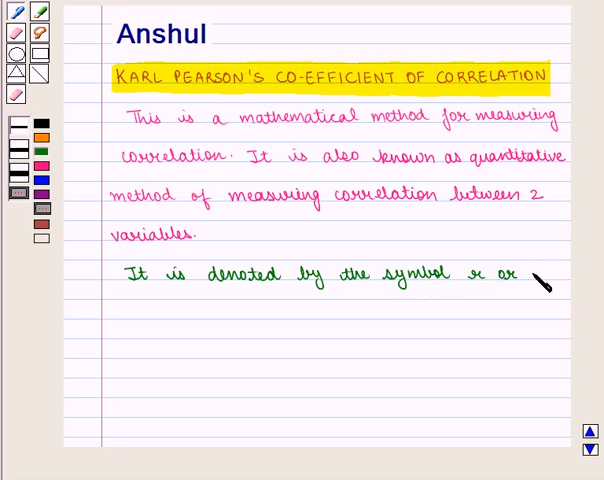 Anshul
KARL PEARSON'S CO-EFFICIENT OF CORRELATION
This is a mathematical method for measuring
correlation. It is also known as quantitative
method of measuring correlation between 2
variables.
It is denoted by the symbol r or